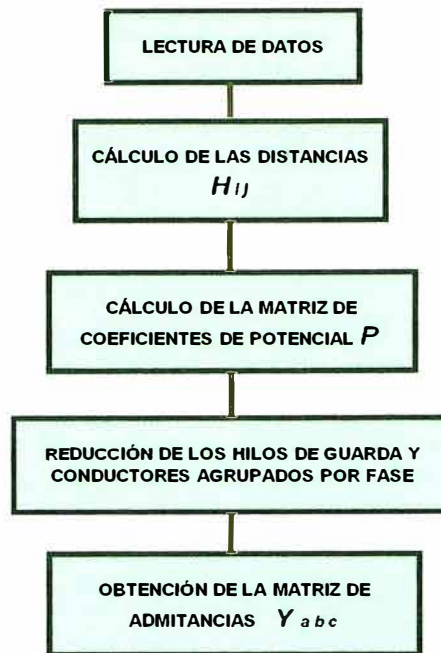 LECTURA DE DATOS
CÁLCULO DE LAS DISTANCIAS
Hij
CÁLCULO DE LA MATRIZ DE
COEFICIENTES DE POTENCIAL P
REDUCCIÓN DE LOS HILOS DE GUARDA Y
CONDUCTORES AGRUPADOS POR FASE
OBTENCIÓN DE LA MATRIZ DE
ADMITANCIAS Y abc